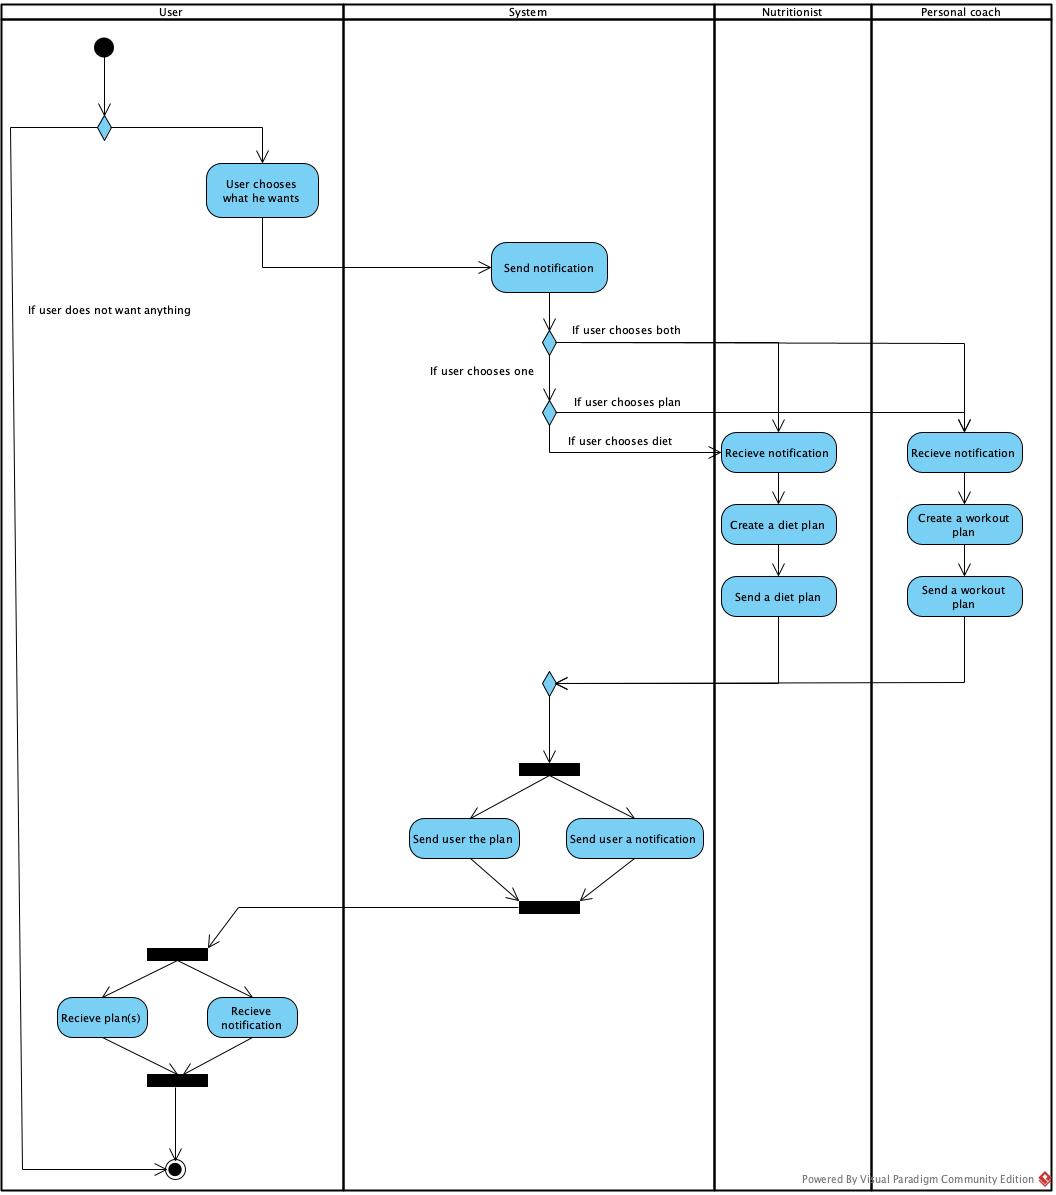 User
System
Nutritionist
Personal coach
User chooses
what he wants
Send notification
If user does not want anything
If user chooses both
If user chooses one
If user chooses plan
If user chooses diet
Recieve notification
Recieve notification
Create a diet plan
Create a workout
plan
Send a diet plan
Send a workout
plan
Send user the plan
Send user a notification
Recieve plan(s)
Recieve
notification
Powered By Visual Paradigm Community Edition